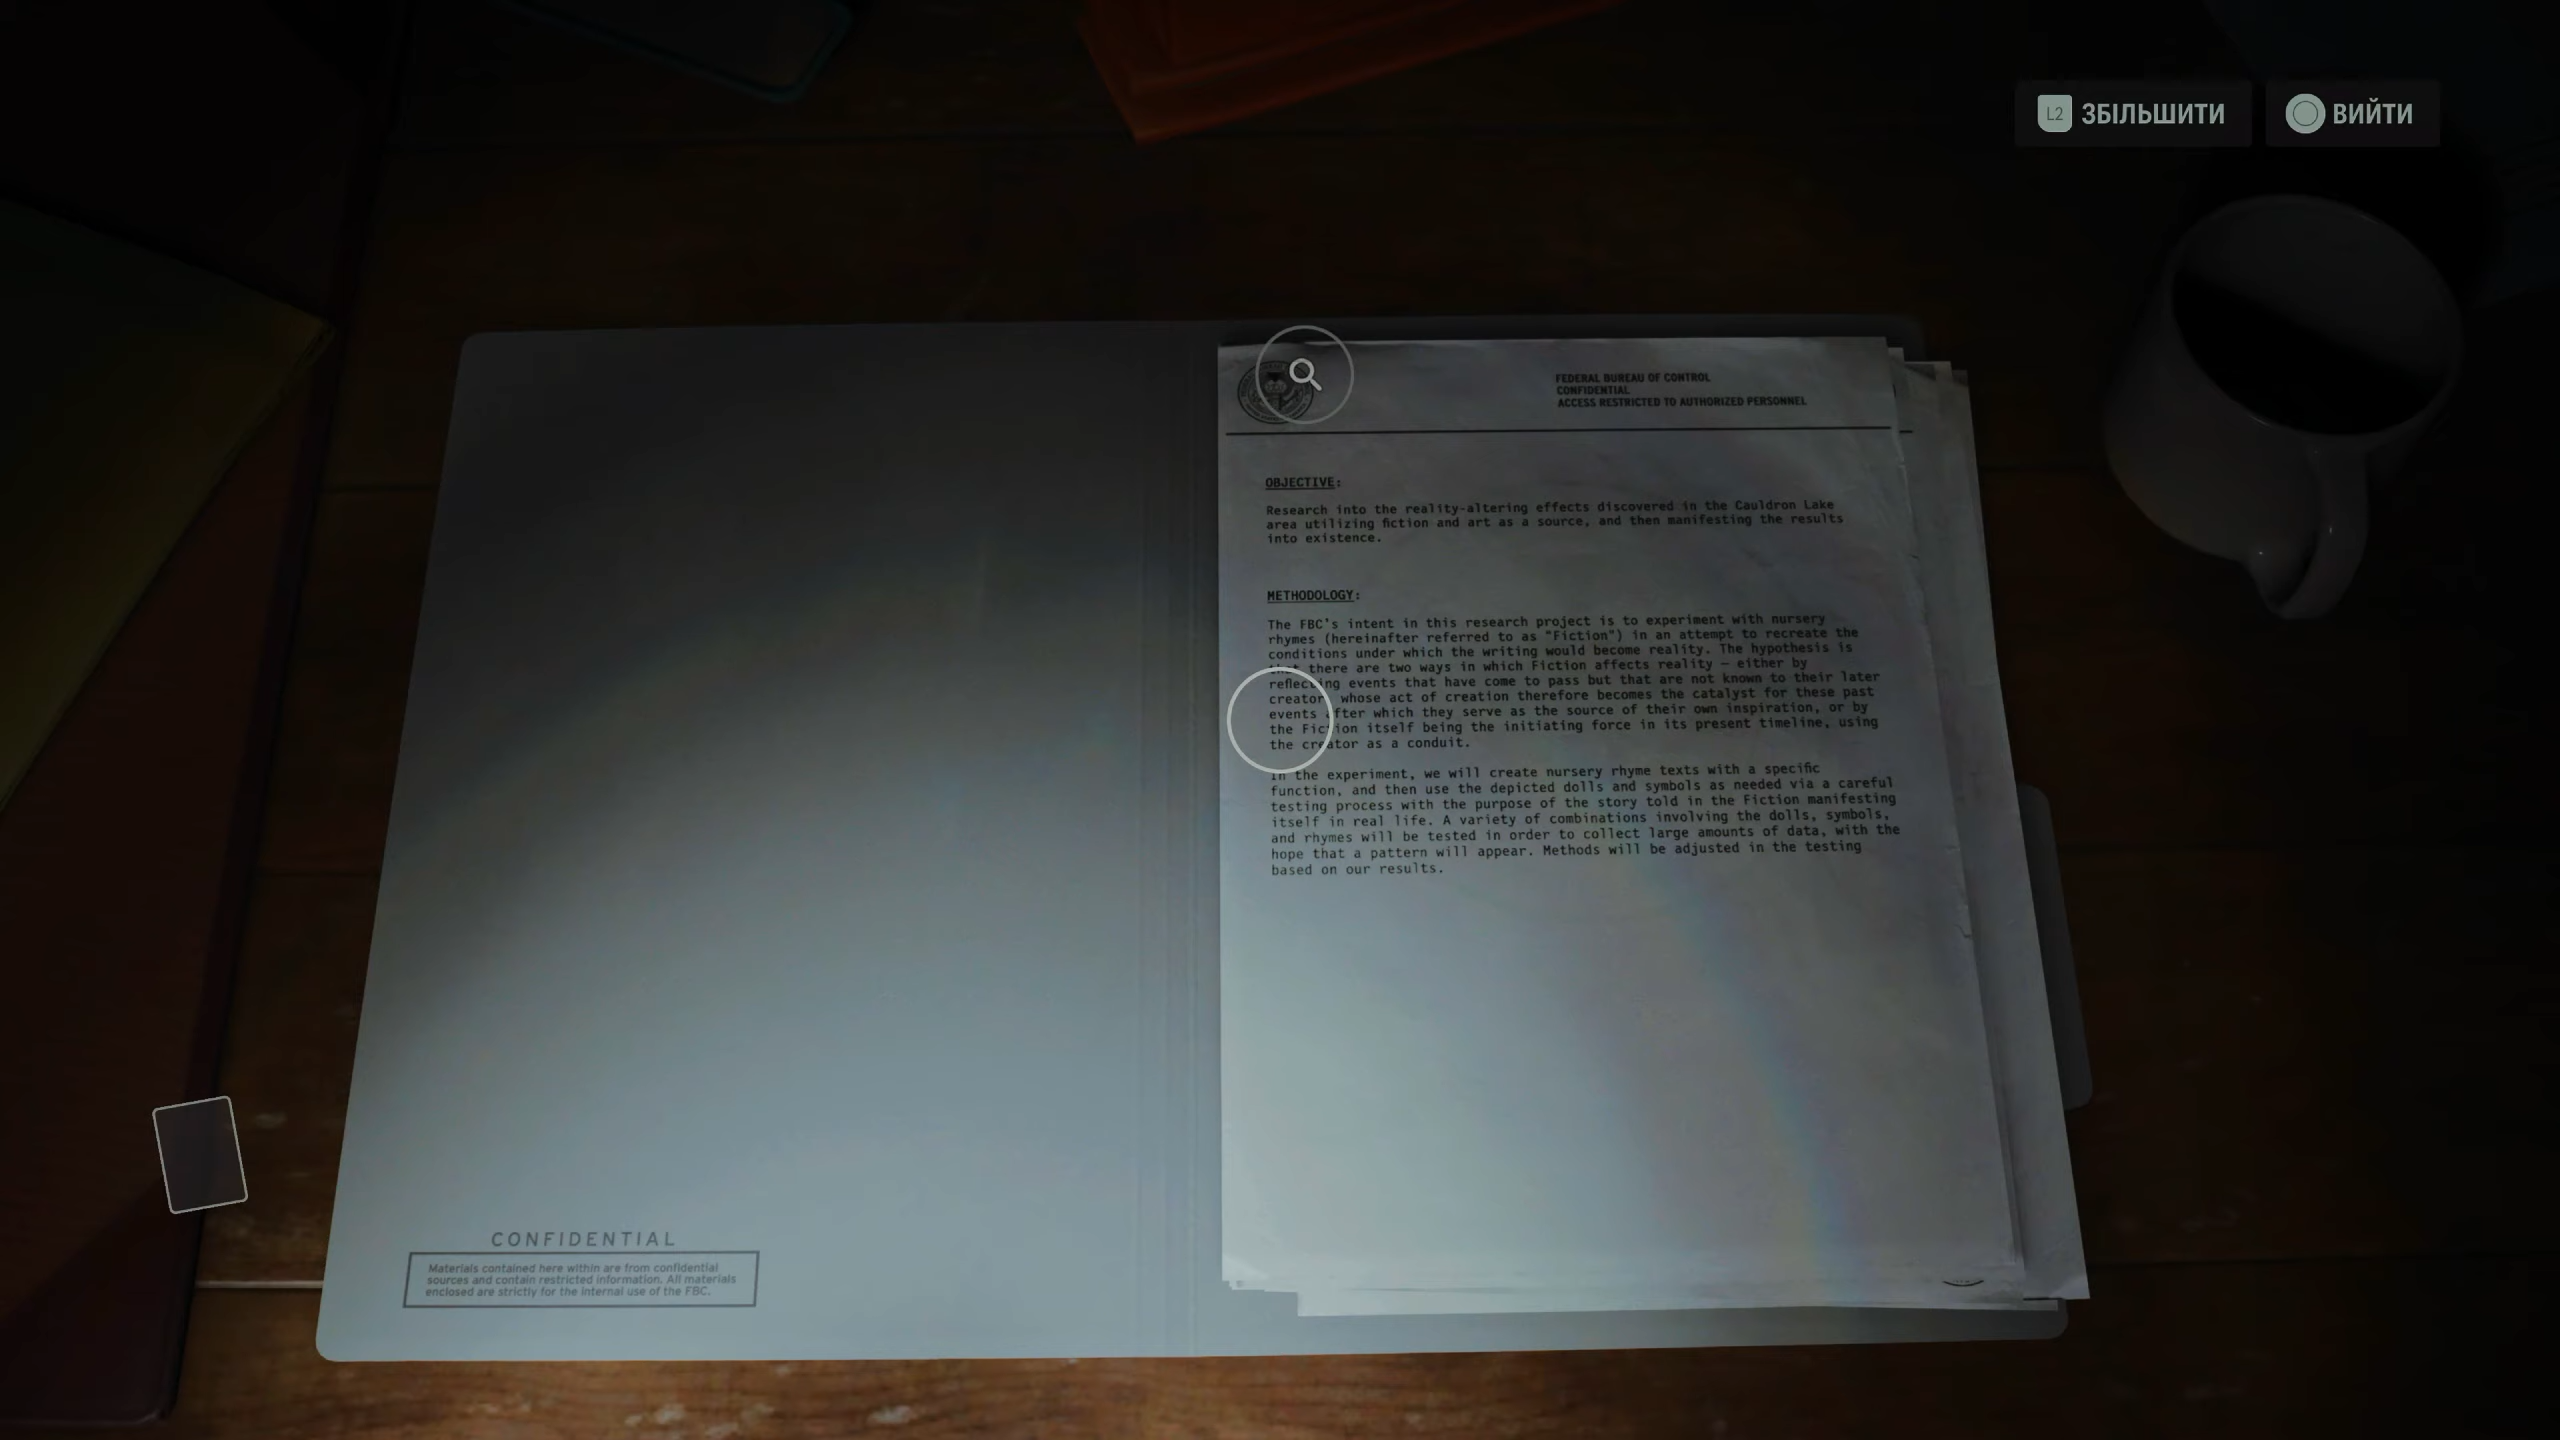 L2 ЗБІЛЬШИТИ
ВИЙТИ
FEDERAL BUREAU OF CONTROL
CONFIDENTIAL
ACCESS RESTRICTED TO AUTHORIZED PERSONNEL
OBJECTIVE:
Research into the reality-altering effects discovered in the Cauldron Lake
area utilizing fiction and art as a source, and then manifesting the results
into existence.
METHODOLOGY:
The FBC's intent in this research project is to experiment with nursery
rhymes (hereinafter referred to as "Fiction") in an attempt to recreate the
conditions under which the writing would become reality. The hypothesis is
that there are two ways in which Fiction affects reality — either by
reflecting events that have come to pass but that are not known to their later
creator, whose act of creation therefore becomes the catalyst for these past
events after which they serve as the source of their own inspiration, or by
the Fiction itself being the initiating force in its present timeline, using
the creator as a conduit.
In the experiment, we will create nursery rhyme texts with a specific
function, and then use the depicted dolls and symbols as needed via a careful
testing process with the purpose of the story told in the Fiction manifesting
itself in real life. A variety of combinations involving the dolls, symbols,
and rhymes will be tested in order to collect large amounts of data, with the
hope that a pattern will appear. Methods will be adjusted in the testing
based on our results.
CONFIDENTIAL
Materials contained here within are from confidential
sources and contain restricted information. All materials
enclosed are strictly for the internal use of the FBC.